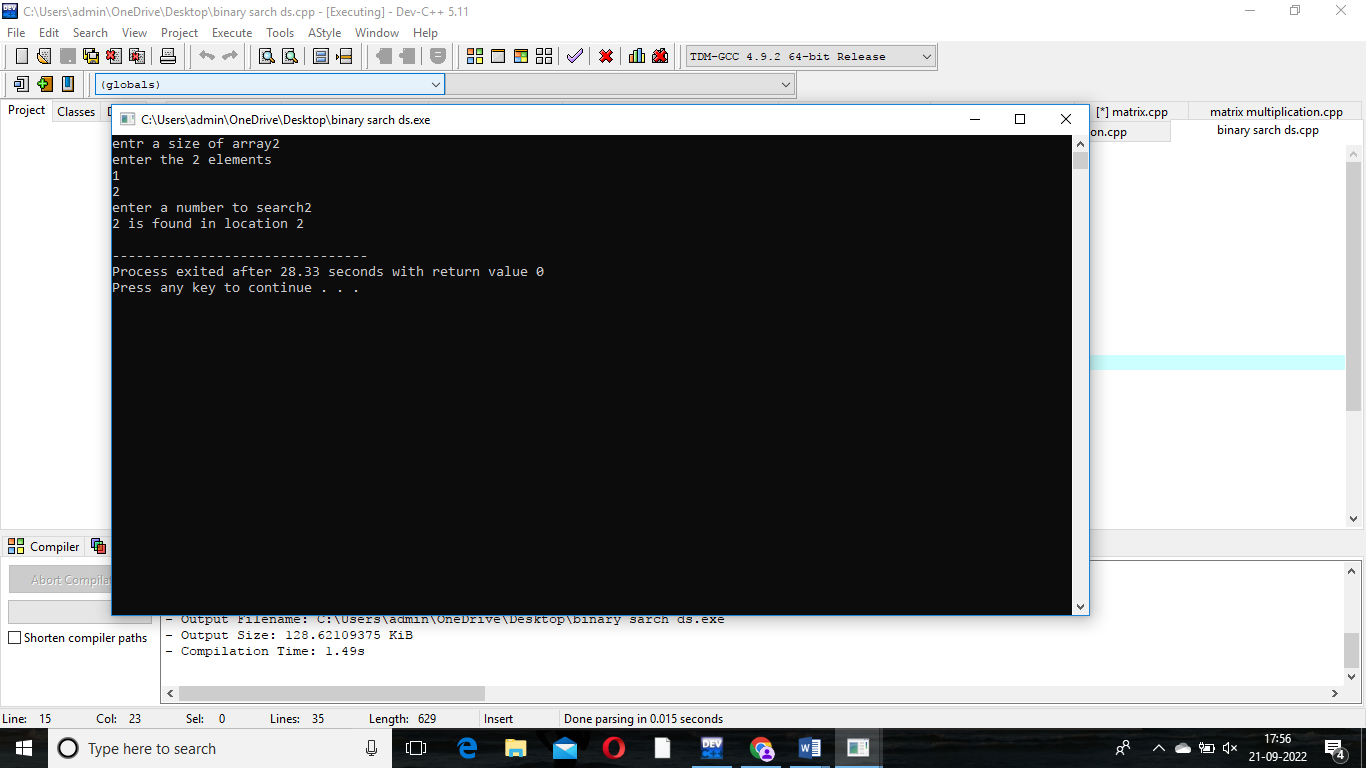 C:\Users\admin\OneDrive\Desktop\binary sarch ds.cpp - [Executing] - Dev-C++ 5.11
File Edit Search View Project Execute Tools AStyle Window Help
TDM-GCC 4.9.2 64-bit Release
(globals)
Project Classes
[*] matrix.cpp matrix multiplication.cpp
on.cpp binary sarch ds.cpp
C:\Users\admin\OneDrive\Desktop\binary sarch ds.exe
entr a size of array2
enter the 2 elements
1
2
enter a number to search2
2 is found in location 2
--------------------------------
Process exited after 28.33 seconds with return value 0
Press any key to continue . . .
Compiler
Abort Compila
Shorten compiler paths
- Output Filename: C:\Users\admin\OneDrive\Desktop\binary sarch ds.exe
- Output Size: 128.62109375 KiB
- Compilation Time: 1.49s
Line: 15 Col: 23 Sel: 0 Lines: 35 Length: 629 Insert Done parsing in 0.015 seconds
Type here to search
DEV
17:56
21-09-2022
4